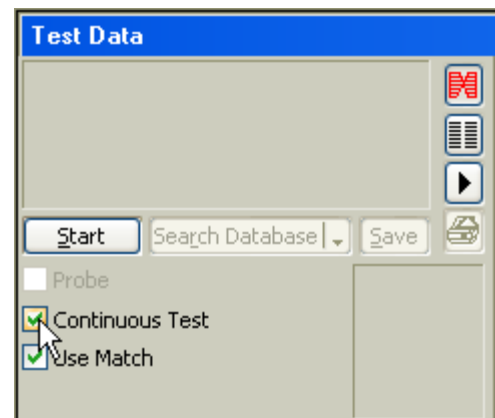 Test Data
Start Search Database Save
Probe
Continuous Test
Use Match